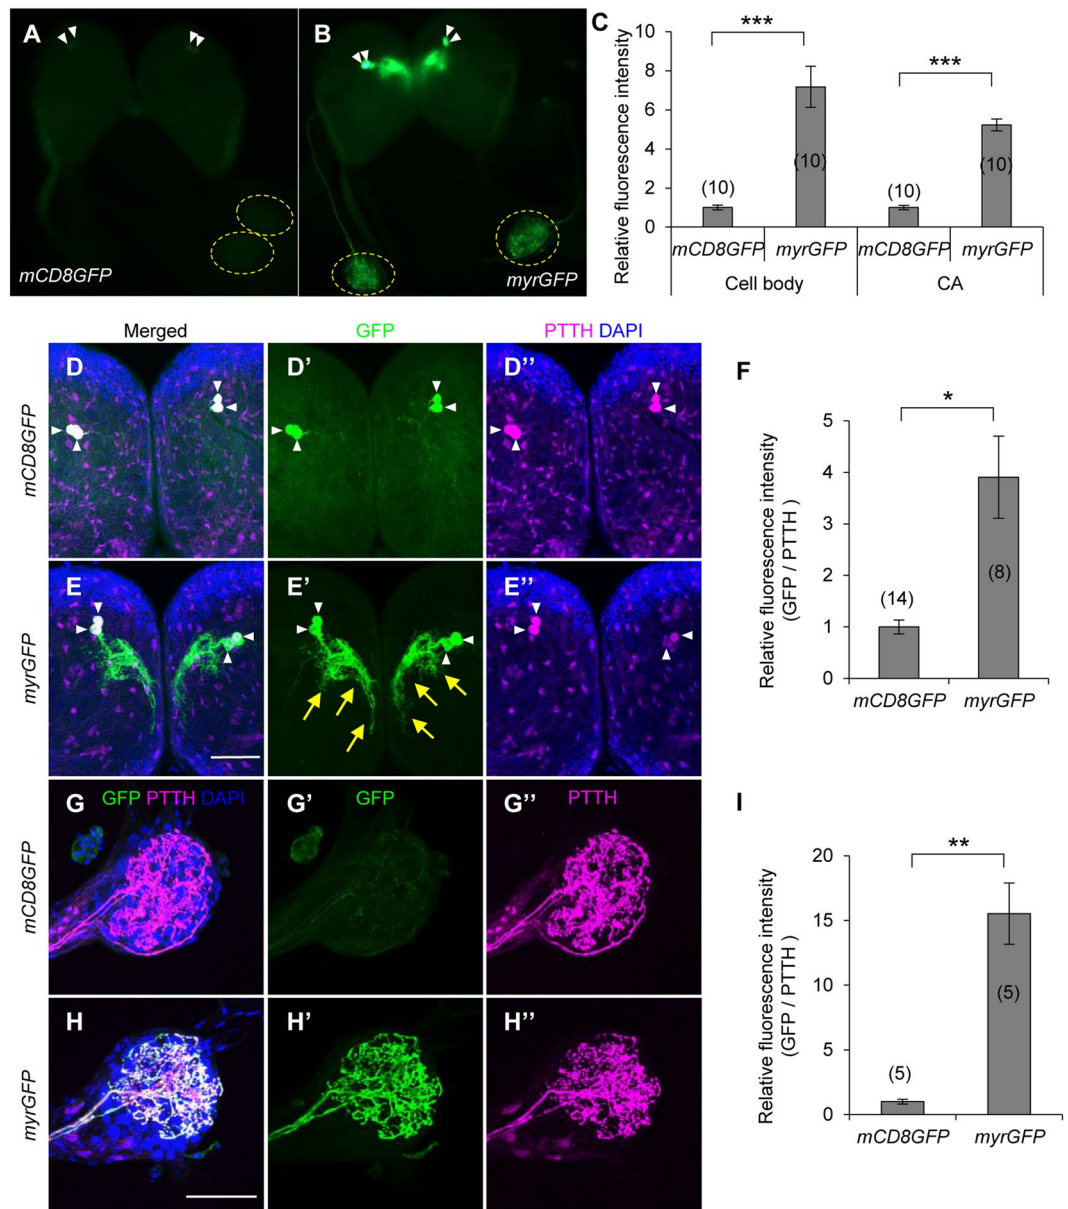 A
mCD8GFP
B
myrGFP
C
Relative fluorescence intensity
10
8
6
4
2
0
***
***
(10)
(10)
(10)
(10)
mCD8GFP myrGFP mCD8GFP myrGFP
Cell body CA
Merged GFP PTTH DAPI
mCD8GFP
D D’ D’’
myrGFP
E E’ E’’
F
Relative fluorescence intensity
(GFP / PTTH)
5
4
3
2
1
0
*
(14)
(8)
mCD8GFP myrGFP
mCD8GFP
G GFP PTTH DAPI
G’ GFP
G’’ PTTH
myrGFP
H H’ H’’
I
Relative fluorescence intensity
(GFP / PTTH)
20
15
10
5
0
**
(5)
(5)
mCD8GFP myrGFP